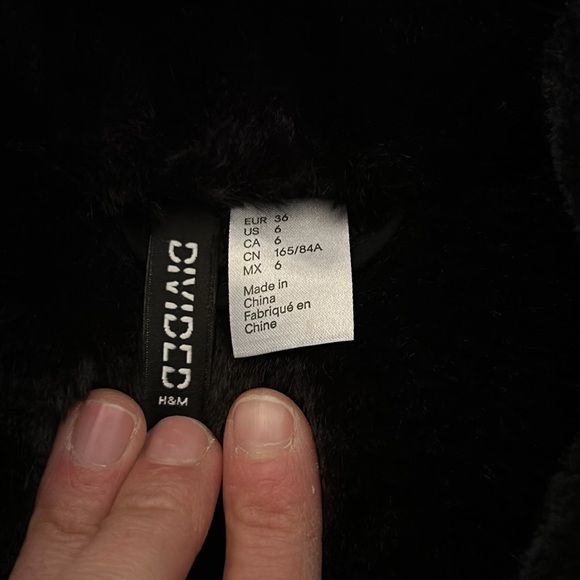 DIVIDED
H&M
EUR 36
US 6
CA 6
CN 165/84A
MX 6
Made in
China
Fabriqué en
Chine